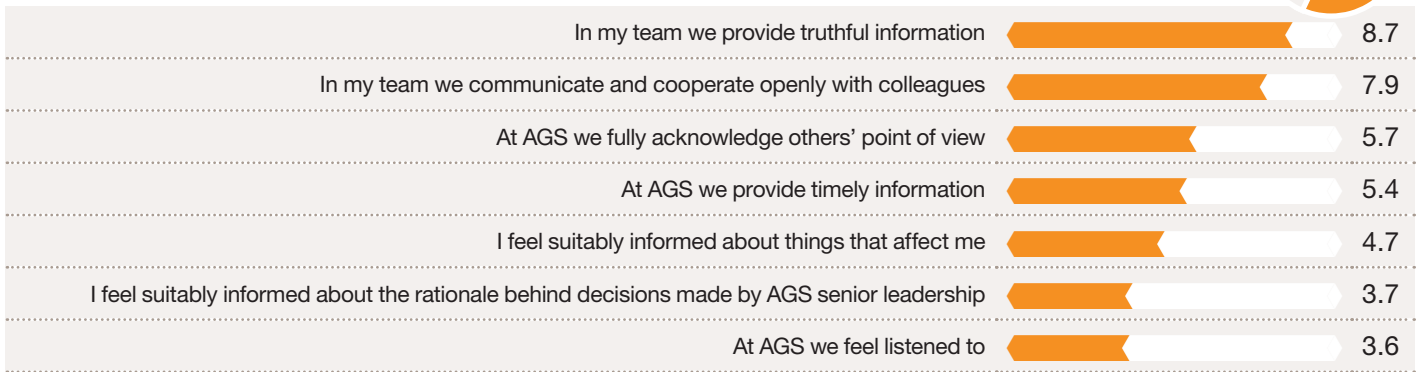 In my team we provide truthful information 8.7
In my team we communicate and cooperate openly with colleagues 7.9
At AGS we fully acknowledge others’ point of view 5.7
At AGS we provide timely information 5.4
I feel suitably informed about things that affect me 4.7
I feel suitably informed about the rationale behind decisions made by AGS senior leadership 3.7
At AGS we feel listened to 3.6